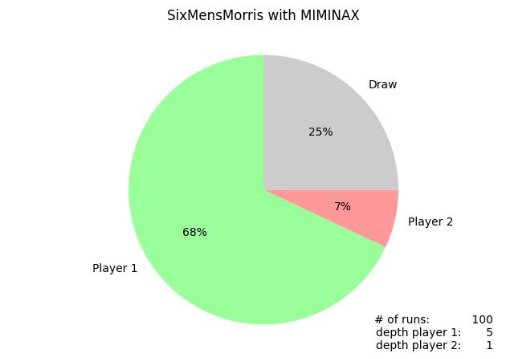 SixMensMorris with MIMINAX
Draw
25%
7%
Player 2
68%
Player 1
# of runs: 100
depth player 1: 5
depth player 2: 1